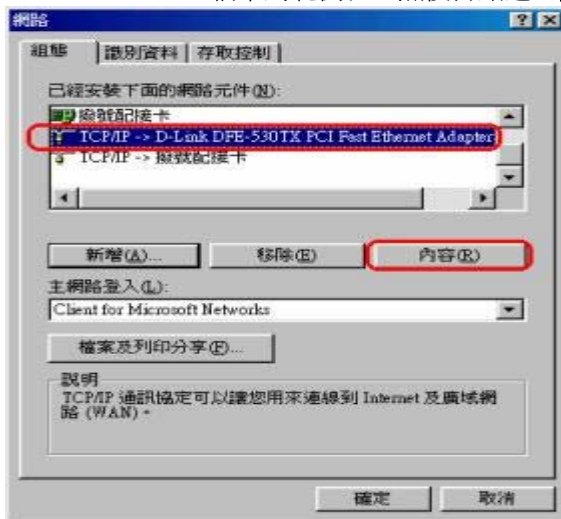 網路
組態 識別資料 存取控制
已經安裝下面的網路元件(N):
撥號配接卡
TCP/IP -> D-Link DFE-530TX PCI Fast Ethernet Adapter
TCP/IP -> 撥號配接卡
新增(A)... 移除(E) 內容(R)
主網路登入(L):
Client for Microsoft Networks
檔案及列印分享(F)...
說明
TCP/IP 通訊協定可以讓您用來連線到 Internet 及廣域網
路 (WAN)。
確定 取消